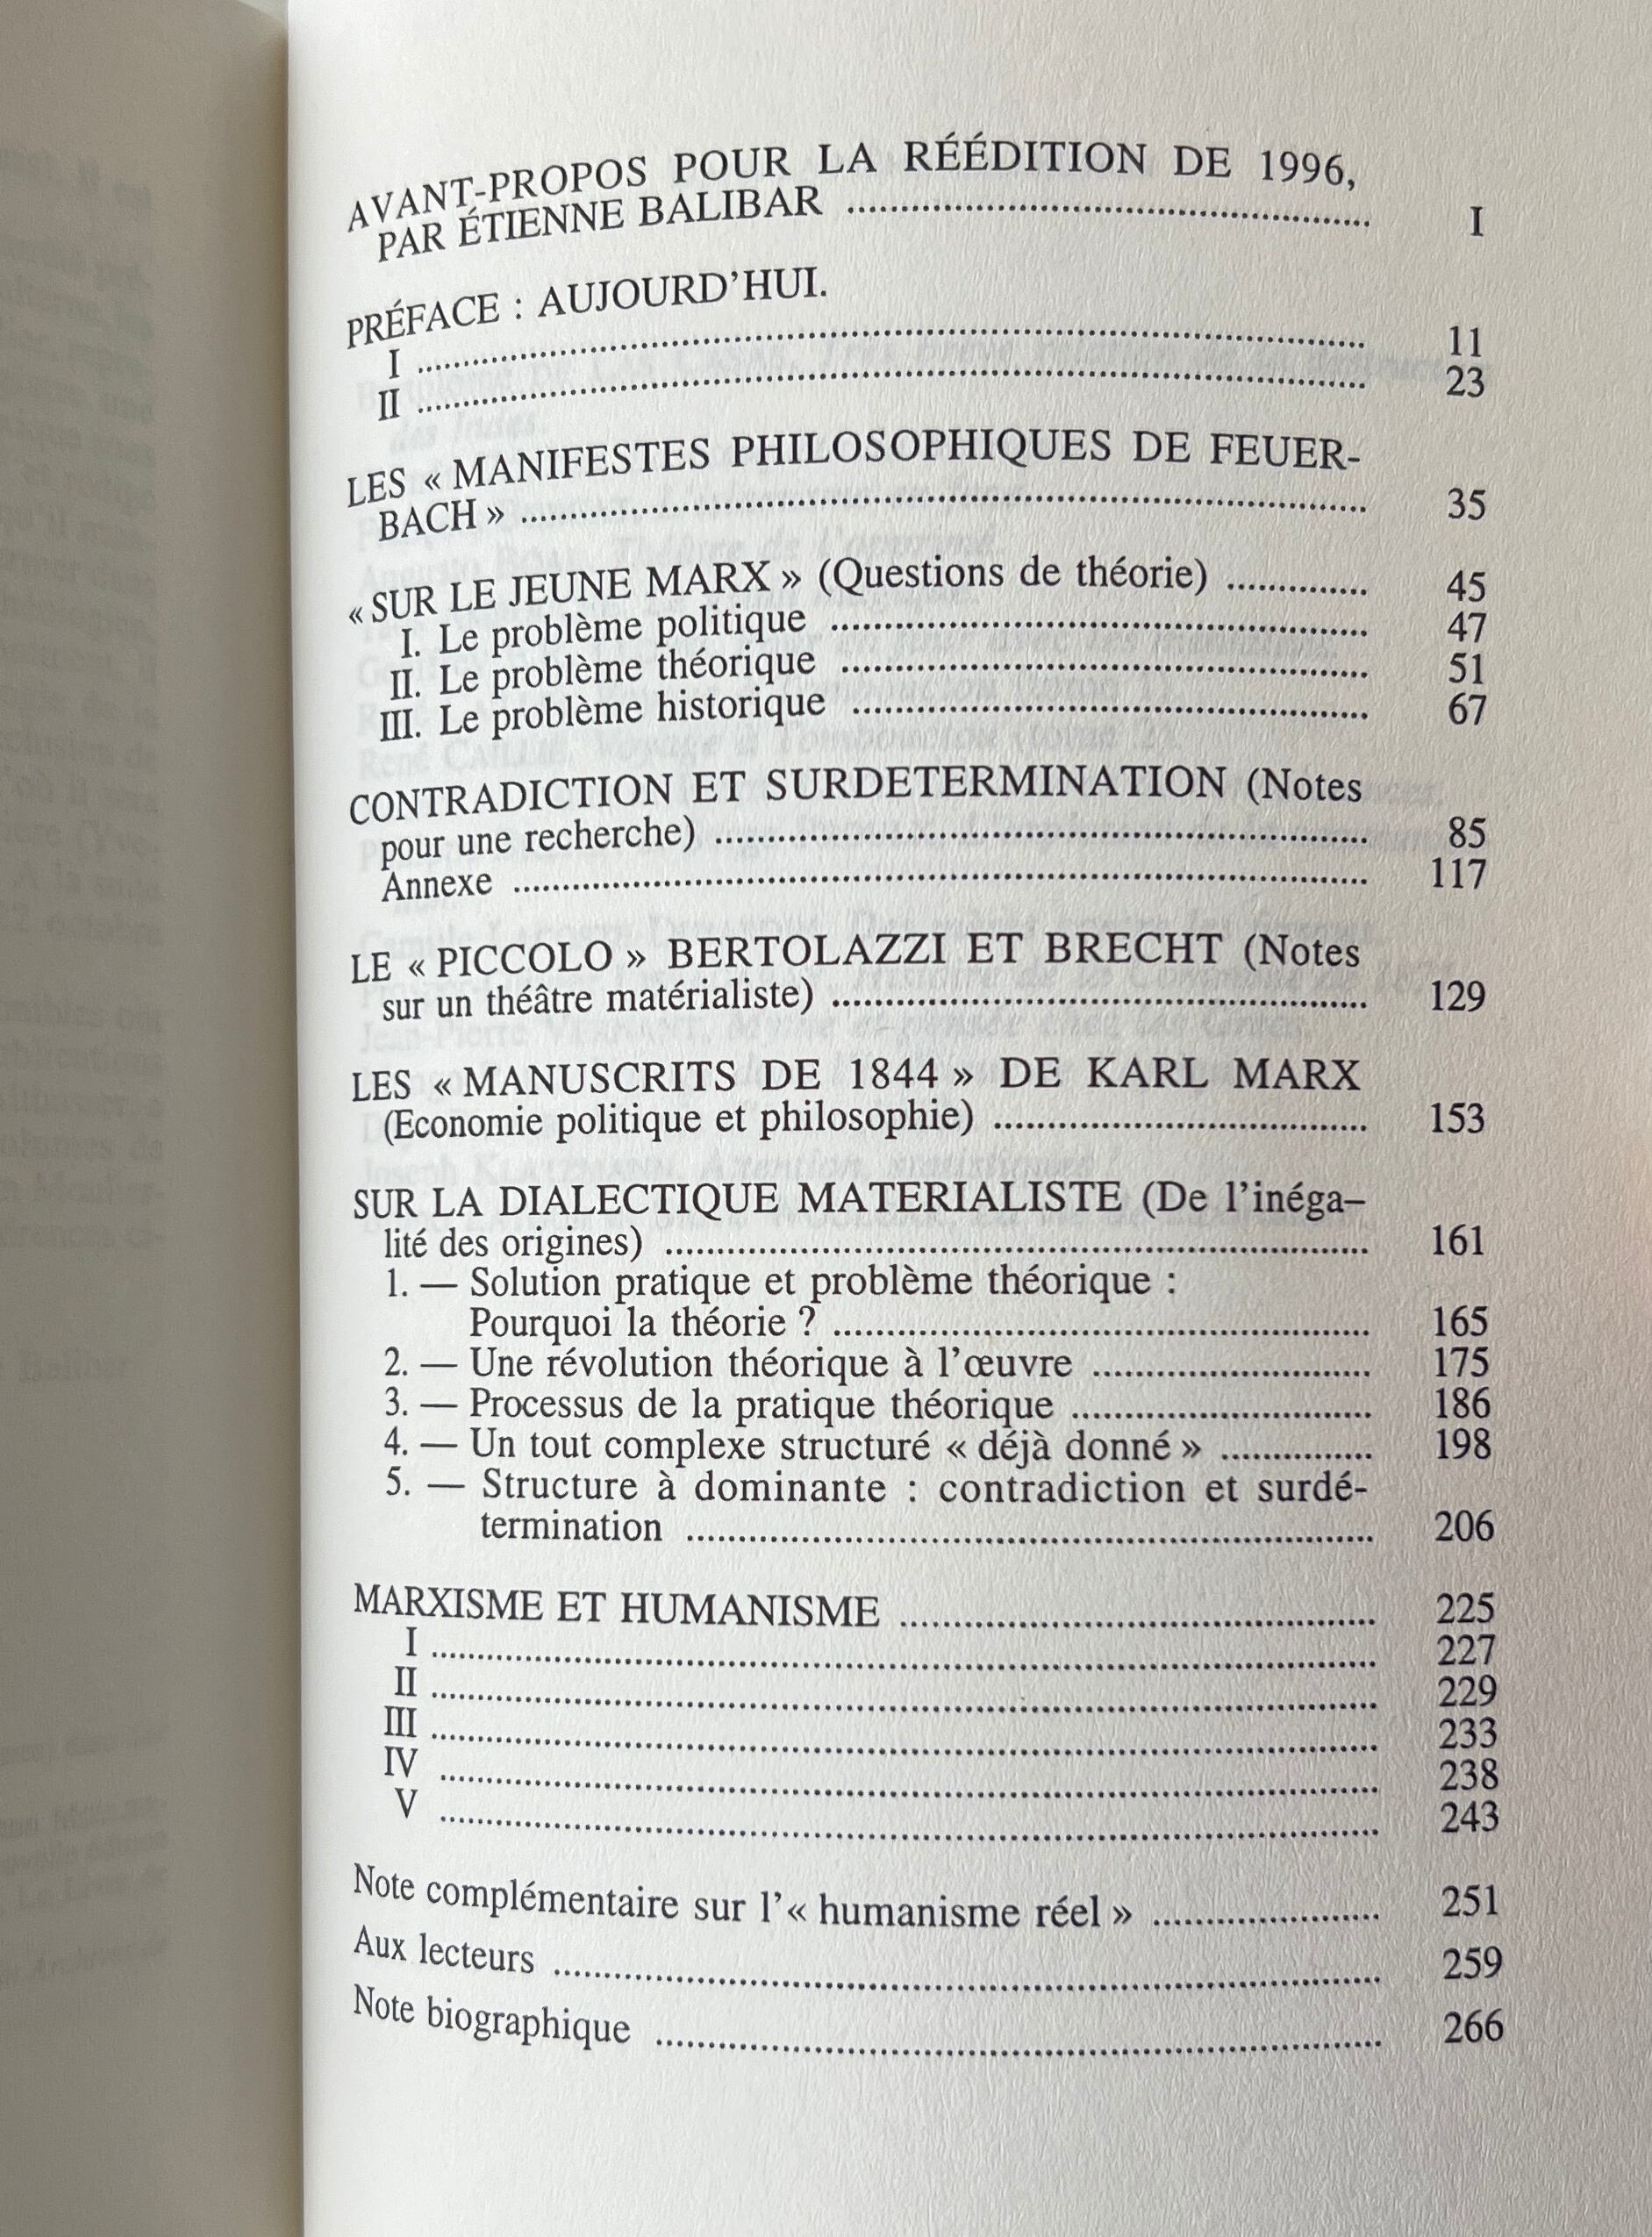 AVANT-PROPOS POUR LA RÉÉDITION DE 1996,
PAR ÉTIENNE BALIBAR ........ I
PRÉFACE : AUJOURD'HUI.
I ........ 11
II ........ 23
LES « MANIFESTES PHILOSOPHIQUES DE FEUER-
BACH » ........ 35
« SUR LE JEUNE MARX » (Questions de théorie) ........ 45
I. Le problème politique ........ 47
II. Le problème théorique ........ 51
III. Le problème historique ........ 67
CONTRADICTION ET SURDETERMINATION (Notes
pour une recherche) ........ 85
Annexe ........ 117
LE « PICCOLO » BERTOLAZZI ET BRECHT (Notes
sur un théâtre matérialiste) ........ 129
LES « MANUSCRITS DE 1844 » DE KARL MARX
(Economie politique et philosophie) ........ 153
SUR LA DIALECTIQUE MATERIALISTE (De l'inéga-
lité des origines) ........ 161
1. — Solution pratique et problème théorique :
Pourquoi la théorie ? ........ 165
2. — Une révolution théorique à l'œuvre ........ 175
3. — Processus de la pratique théorique ........ 186
4. — Un tout complexe structuré « déjà donné » ........ 198
5. — Structure à dominante : contradiction et surdé-
termination ........ 206
MARXISME ET HUMANISME ........ 225
I ........ 227
II ........ 229
III ........ 233
IV ........ 238
V ........ 243
Note complémentaire sur l'« humanisme réel » ........ 251
Aux lecteurs ........ 259
Note biographique ........ 266